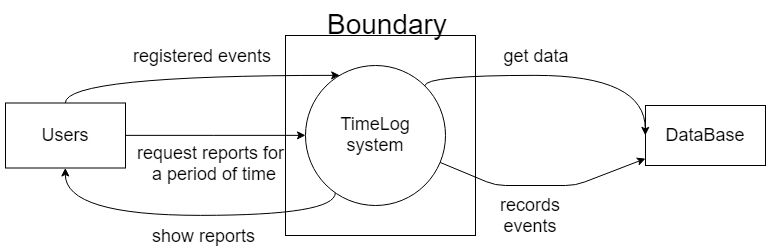 Boundary
registered events
get data
Users
TimeLog
system
DataBase
request reports for
a period of time
records
events
show reports